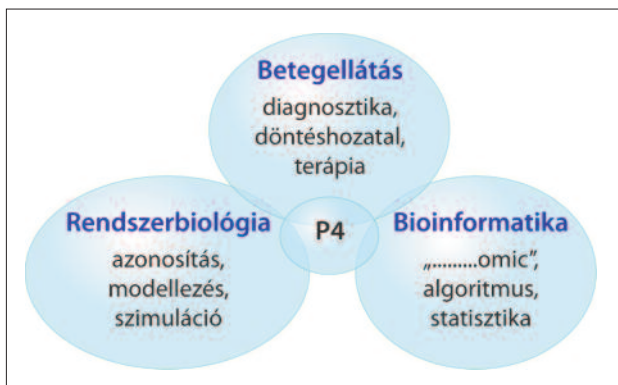 Betegellátás
diagnosztika,
döntéshozatal,
terápia
Rendszerbiológia
azonosítás,
modellezés,
szimuláció
P4
Bioinformatika
„.........omic”,
algoritmus,
statisztika